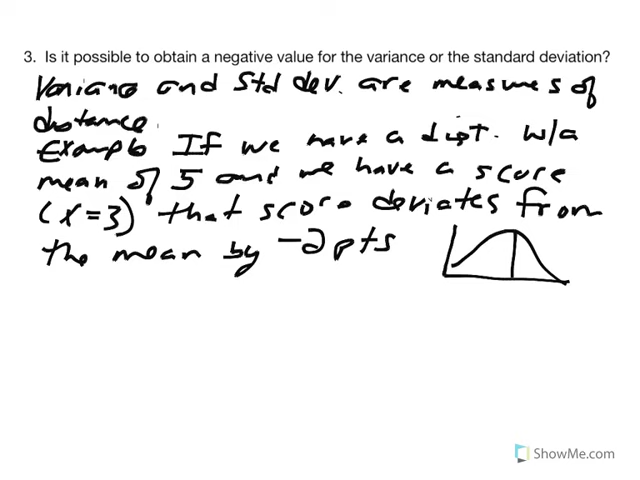 3. Is it possible to obtain a negative value for the variance or the standard deviation?
Variance and Std dev. are measures of
distance.
Example If we have a dist. w/a
mean of 5 and we have a score
(X=3) that score deviates from
the mean by -2 pts
ShowMe.com